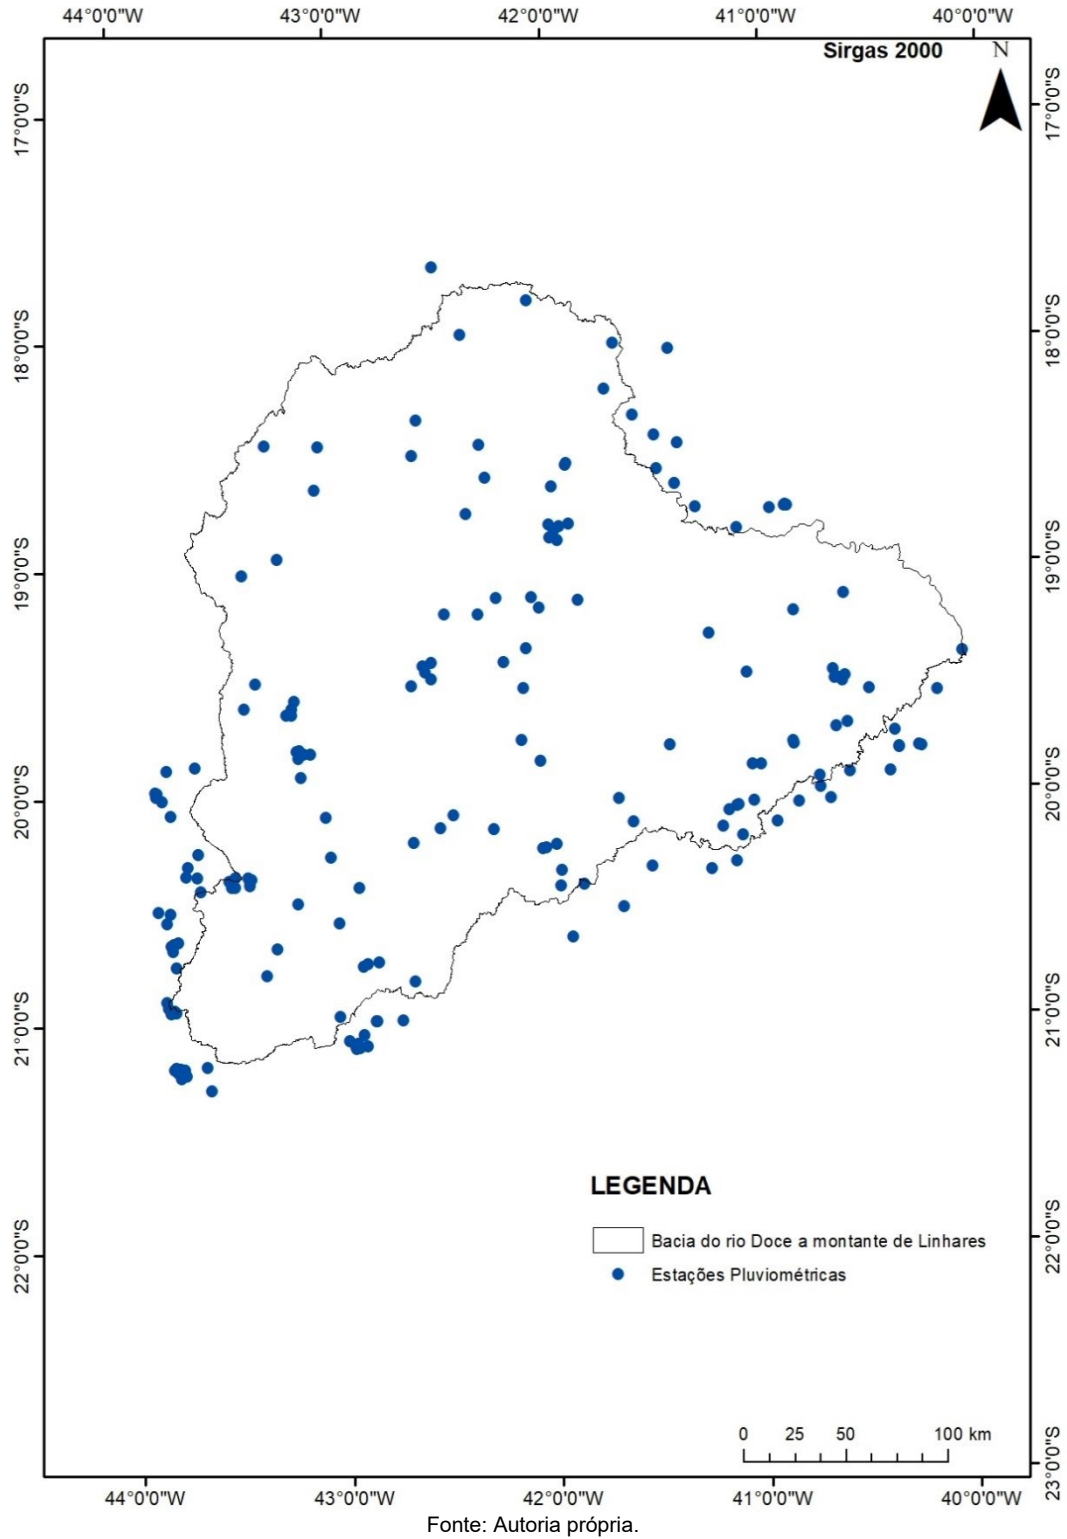 44°0'0"W 43°0'0"W 42°0'0"W 41°0'0"W 40°0'0"W
Sirgas 2000 N
17°0'0"S 17°0'0"S
18°0'0"S 18°0'0"S
19°0'0"S 19°0'0"S
20°0'0"S 20°0'0"S
21°0'0"S 21°0'0"S
LEGENDA
Bacia do rio Doce a montante de Linhares
22°0'0"S 22°0'0"S
Estações Pluviométricas
0 25 50 100 km
23°0'0"S
44°0'0"W 43°0'0"W 42°0'0"W 41°0'0"W 40°0'0"W
Fonte: Autoria própria.